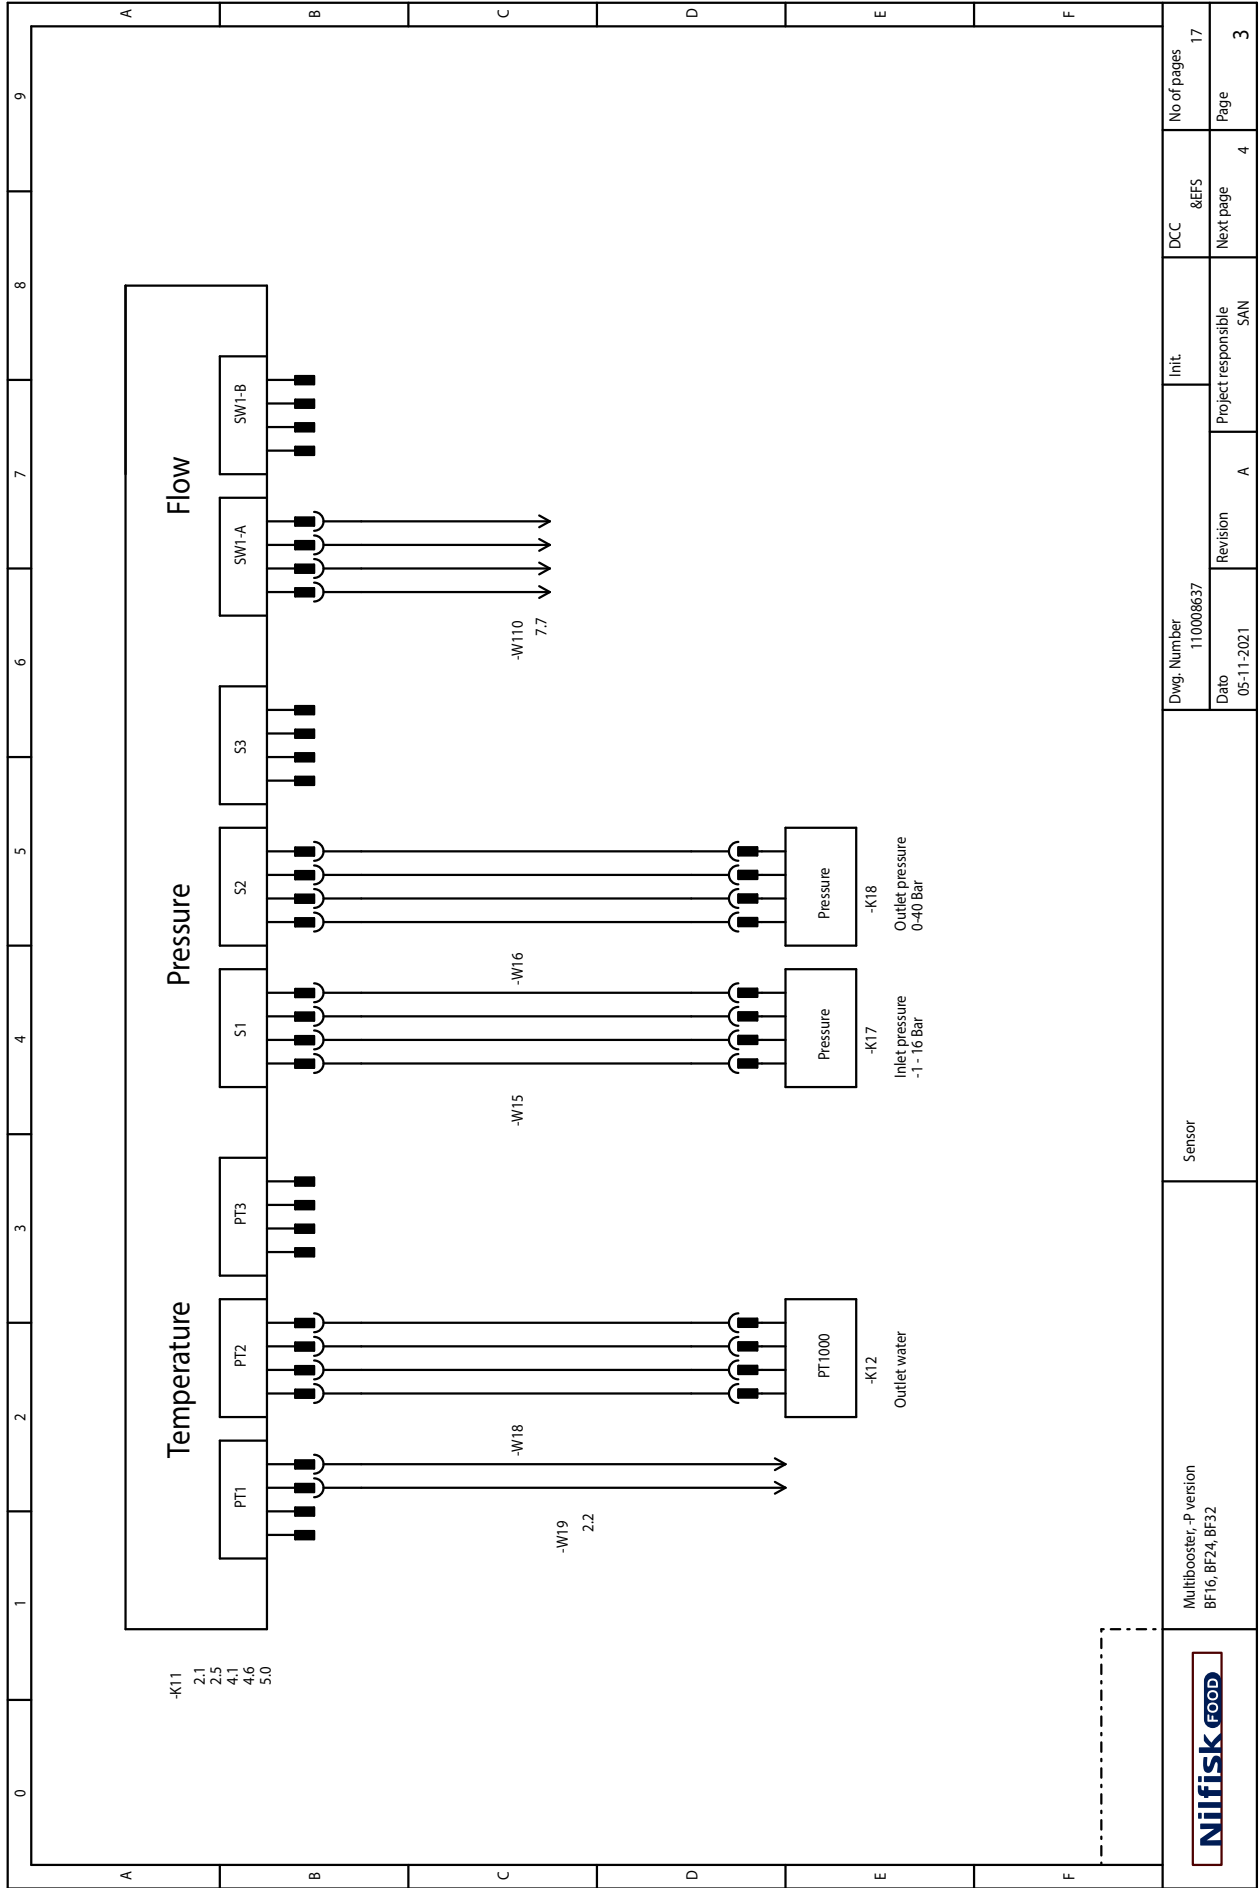 0 1 2 3 4 5 6 7 8 9
A A
B B
C C
D D
E E
F F
-K11
2.1
2.5
4.1
4.6
5.0
Temperature Pressure Flow
PT1 PT2 PT3 S1 S2 S3 SW1-A SW1-B
-W19
2.2
-W18
-W15
-W16
-W110
7.7
PT1000
-K12
Outlet water
Pressure
-K17
Inlet pressure
-1 - 16 Bar
Pressure
-K18
Outlet pressure
0-40 Bar
Nilfisk FOOD
Multibooster, -P version
BF16, BF24, BF32
Sensor
Dwg. Number
110008637
Init.
DCC
&EFS
No of pages
17
Dato
05-11-2021
Revision
A
Project responsible
SAN
Next page
4
Page
3